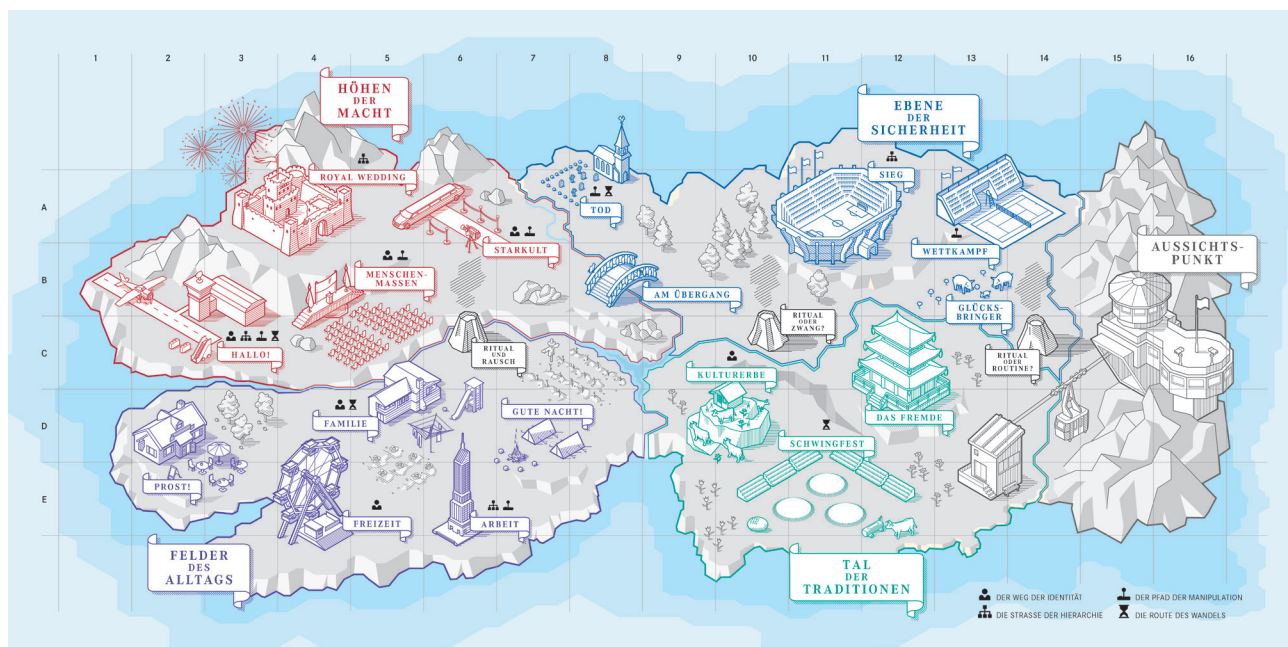 1 2 3 4 5 6 7 8 9 10 11 12 13 14 15 16
A
B
C
D
E
HÖHEN
DER
MACHT
ROYAL WEDDING
STARKULT
MENSCHEN-
MASSEN
HALLO!
EBENE
DER
SICHERHEIT
TOD
AM ÜBERGANG
SIEG
WETTKAMPF
GLÜCKS-
BRINGER
AUSSICHTS-
PUNKT
RITUAL
UND
RAUSCH
RITUAL
ODER
ZWANG?
RITUAL
ODER
ROUTINE?
FAMILIE
GUTE NACHT!
PROST!
FREIZEIT
ARBEIT
FELDER
DES
ALLTAGS
KULTURERBE
DAS FREMDE
SCHWINGFEST
TAL
DER
TRADITIONEN
DER WEG DER IDENTITÄT
DIE STRASSE DER HIERARCHIE
DER PFAD DER MANIPULATION
DIE ROUTE DES WANDELS